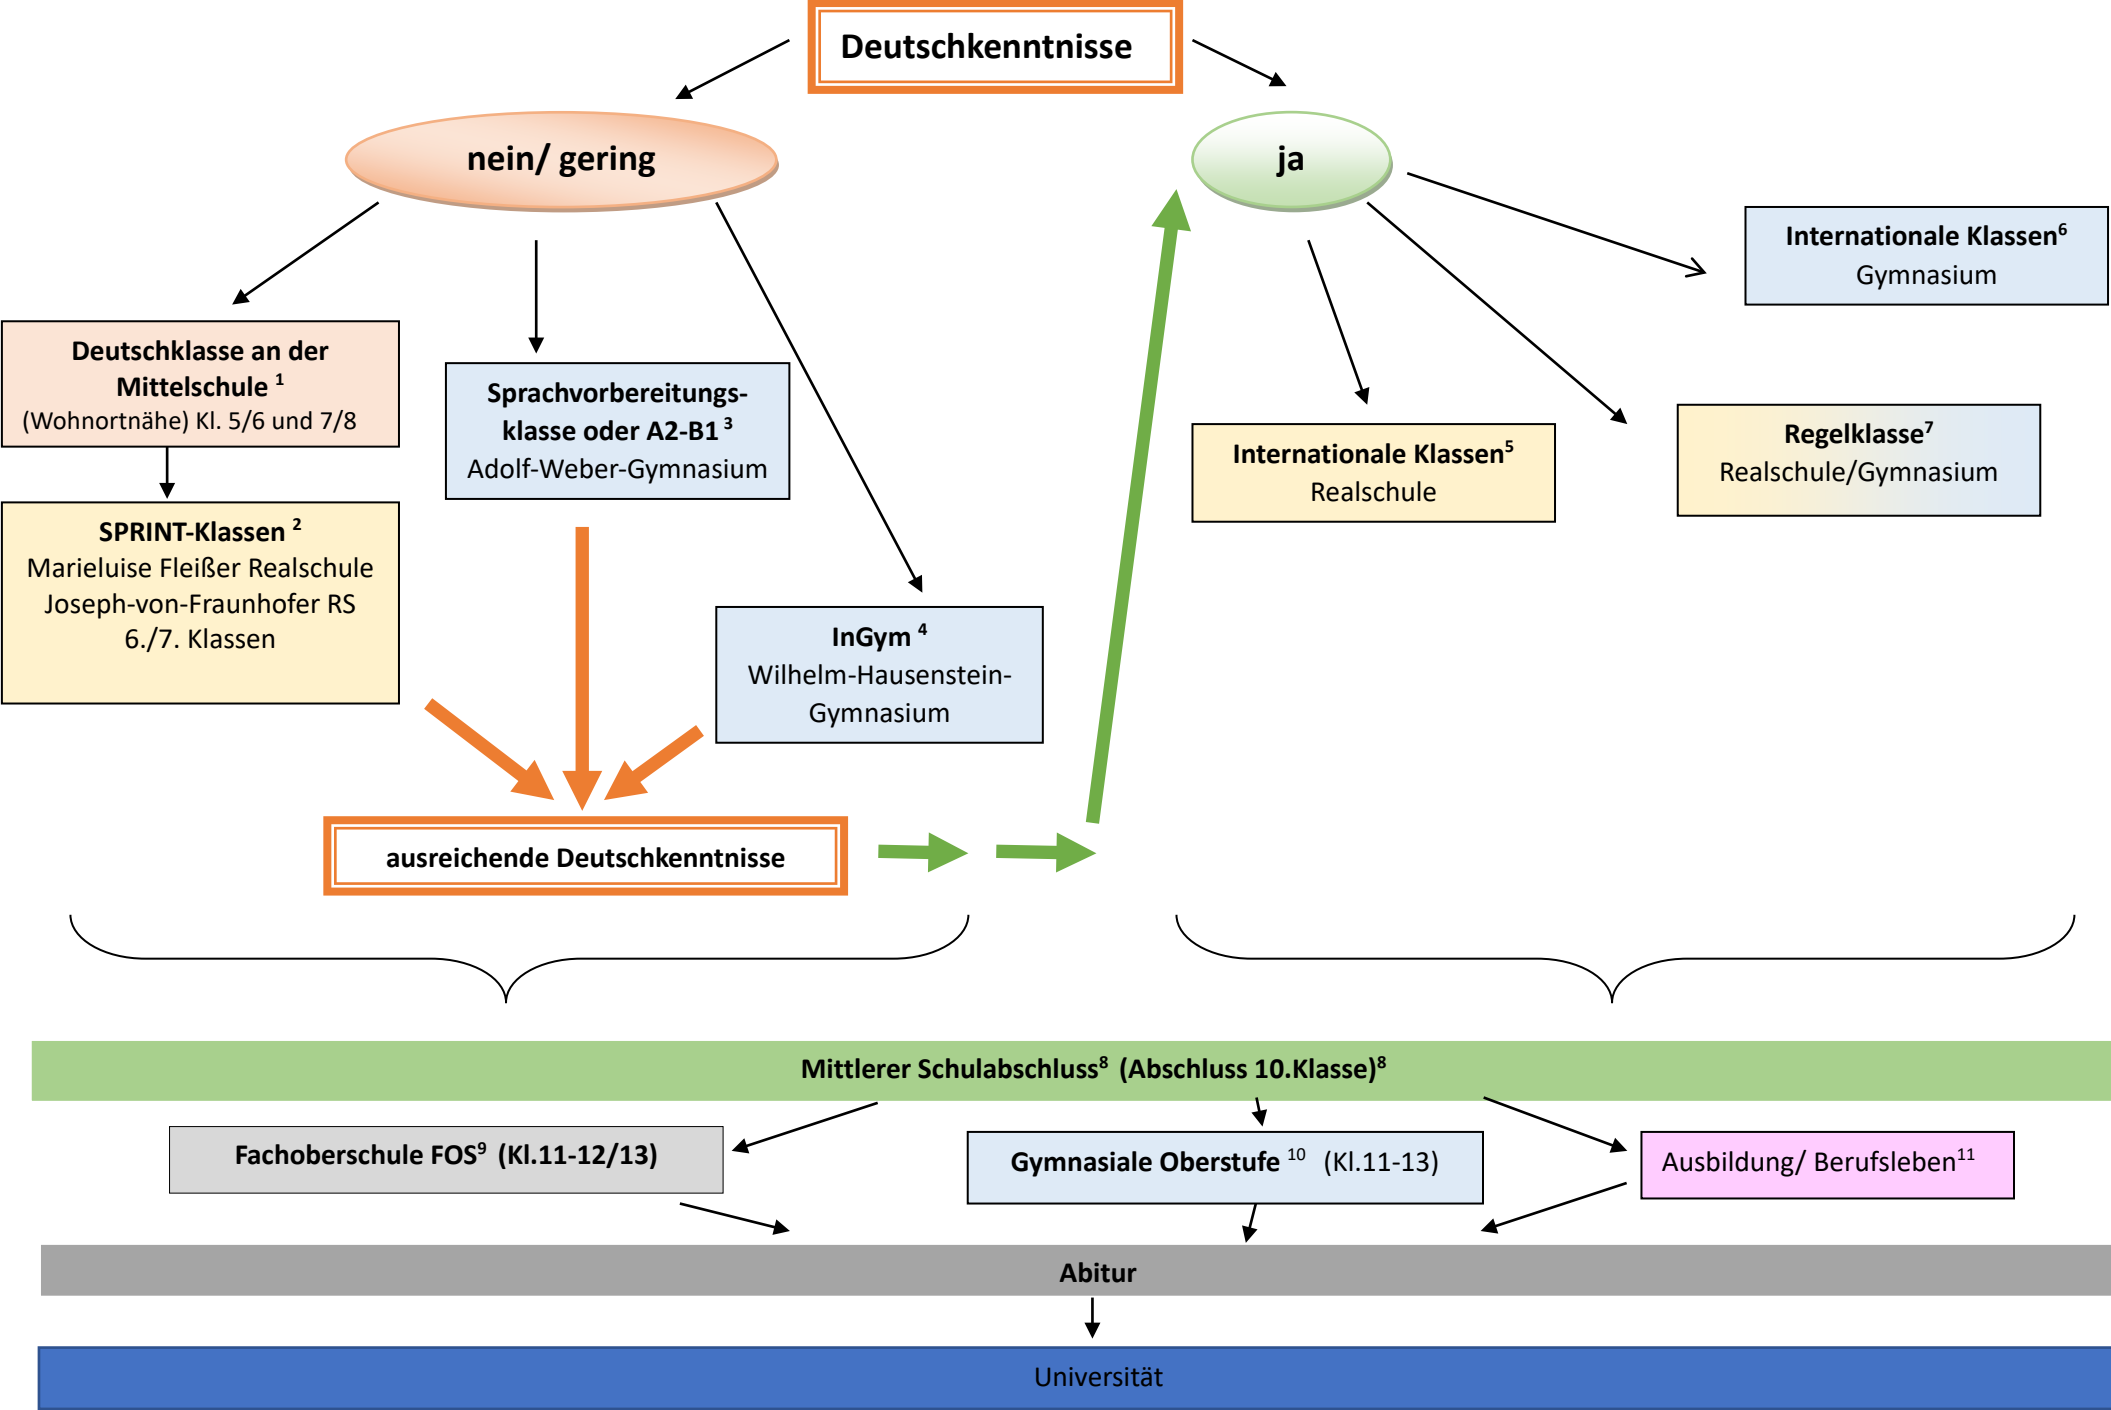 Deutschkenntnisse
nein/ gering
ja
Internationale Klassen⁶
Gymnasium
Deutschklasse an der
Mittelschule ¹
(Wohnortnähe) Kl. 5/6 und 7/8
Sprachvorbereitungs-
klasse oder A2-B1 ³
Adolf-Weber-Gymnasium
Internationale Klassen⁵
Realschule
Regelklasse⁷
Realschule/Gymnasium
SPRINT-Klassen ²
Marieluise Fleißer Realschule
Joseph-von-Fraunhofer RS
6./7. Klassen
InGym ⁴
Wilhelm-Hausenstein-
Gymnasium
ausreichende Deutschkenntnisse
Mittlerer Schulabschluss⁸ (Abschluss 10.Klasse)⁸
Fachoberschule FOS⁹ (Kl.11-12/13)
Gymnasiale Oberstufe ¹⁰ (Kl.11-13)
Ausbildung/ Berufsleben¹¹
Abitur
Universität